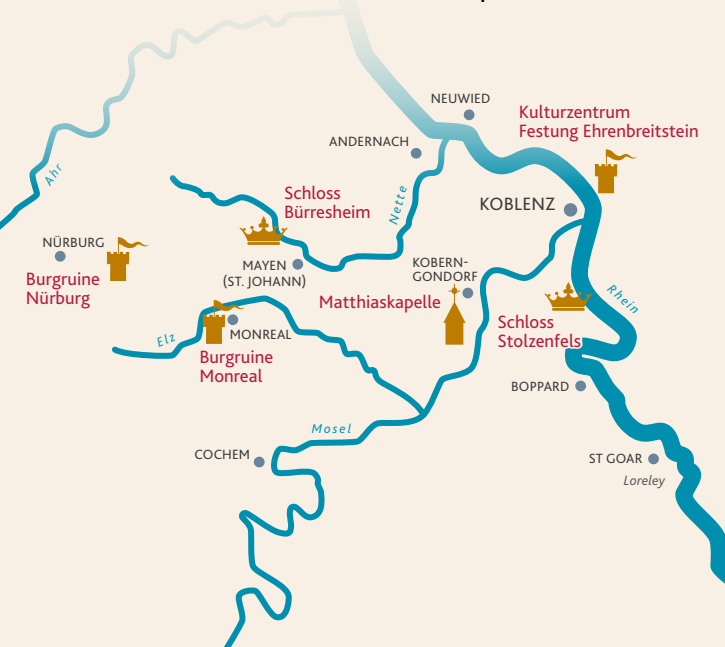 NEUWIED
Kulturzentrum
Festung Ehrenbreitstein
ANDERNACH
Ahr
Schloss
Bürresheim
Nette
KOBLENZ
NÜRBURG
Burgruine
Nürburg
MAYEN
(ST. JOHANN)
KOBERN-
GONDORF
Matthiaskapelle
Rhein
Schloss
Stolzenfels
Elz
MONREAL
Burgruine
Monreal
BOPPARD
Mosel
COCHEM
ST GOAR
Loreley